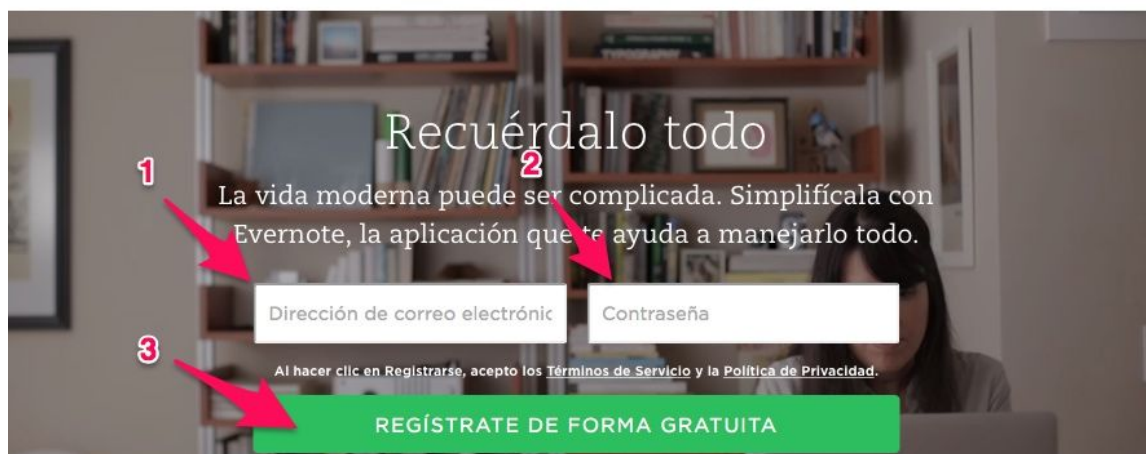 TYPOGRAPHY
Recuérdalo todo
1
2
La vida moderna puede ser complicada. Simplifícala con
Evernote, la aplicación que te ayuda a manejarlo todo.
Dirección de correo electrónic
Contraseña
3
Al hacer clic en Registrarse, acepto los Términos de Servicio y la Política de Privacidad.
REGÍSTRATE DE FORMA GRATUITA